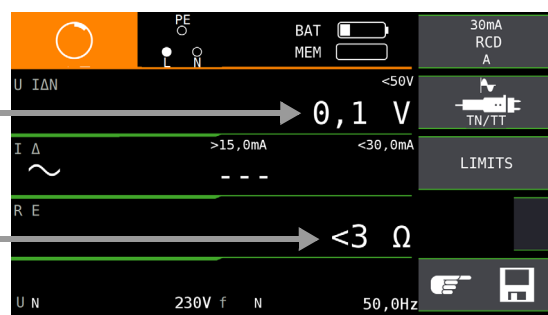 PE
L N
BAT
MEM
30mA
RCD
A
U IΔN
<50V
0,1 V
TN/TT
I Δ
>15,0mA
<30,0mA
---
LIMITS
R E
<3 Ω
U N 230V f N 50,0Hz